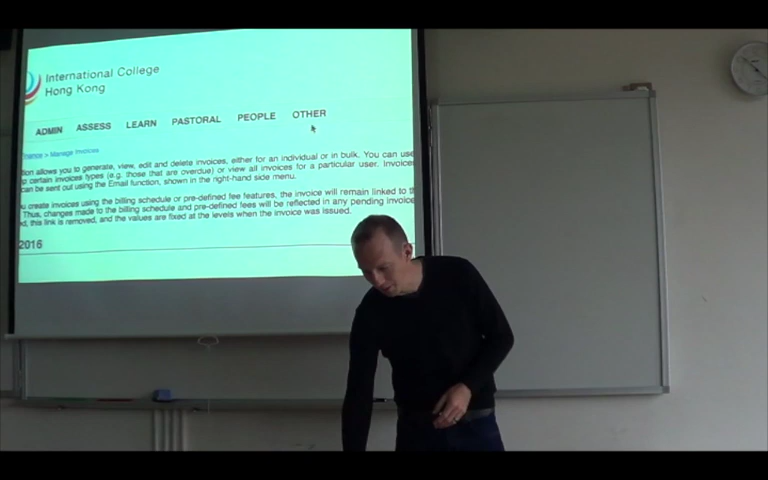 International College
Hong Kong
ADMIN ASSESS LEARN PASTORAL PEOPLE OTHER
> Manage Invoices
allows you to generate, view, edit and delete invoices, either for an individual or in bulk. You can use
certain invoices types (e.g. those that are overdue) or view all invoices for a particular user. Invoices
can be sent out using the Email function, shown in the right-hand side menu.
create invoices using the billing schedule or pre-defined fee features, the invoice will remain linked to
Thus, changes made to the billing schedule and pre-defined fees will be reflected in any pending
this link is removed, and the values are fixed at the levels when the invoice was issued.
2016